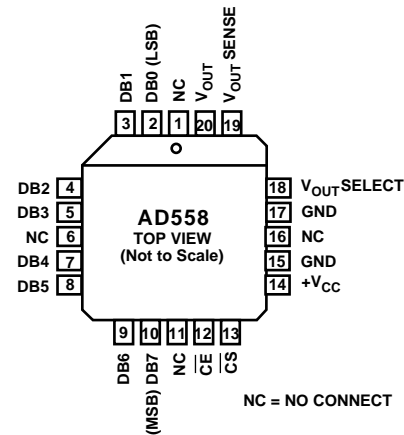 DB1
DB0 (LSB)
NC
VOUT
VOUT SENSE
3 2 1 20 19
DB2 4
DB3 5
NC 6
DB4 7
DB5 8
AD558
TOP VIEW
(Not to Scale)
18 VOUT SELECT
17 GND
16 NC
15 GND
14 +VCC
9 10 11 12 13
DB6
(MSB) DB7
NC
CE
CS
NC = NO CONNECT